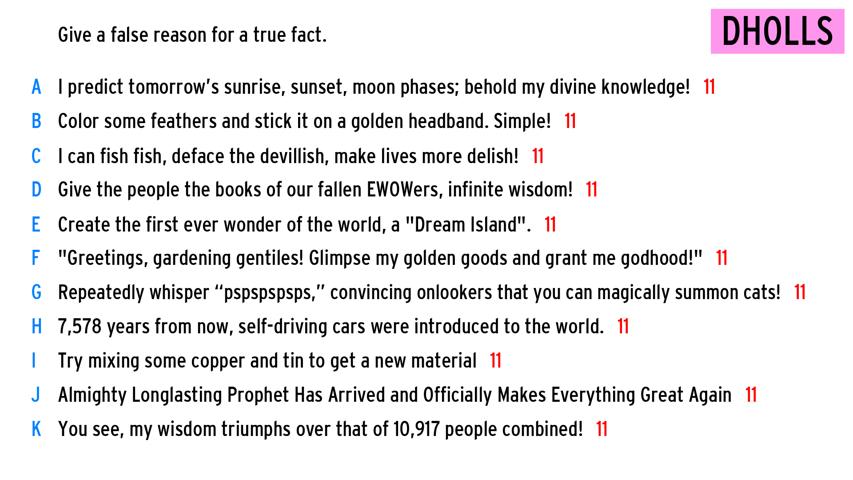 Give a false reason for a true fact.
DHOLLS
A I predict tomorrow's sunrise, sunset, moon phases; behold my divine knowledge! 11
B Color some feathers and stick it on a golden headband. Simple! 11
C I can fish fish, deface the devillish, make lives more delish! 11
D Give the people the books of our fallen EWOWers, infinite wisdom! 11
E Create the first ever wonder of the world, a "Dream Island". 11
F "Greetings, gardening gentiles! Glimpse my golden goods and grant me godhood!" 11
G Repeatedly whisper “pspspspsps,” convincing onlookers that you can magically summon cats! 11
H 7,578 years from now, self-driving cars were introduced to the world. 11
I Try mixing some copper and tin to get a new material 11
J Almighty Longlasting Prophet Has Arrived and Officially Makes Everything Great Again 11
K You see, my wisdom triumphs over that of 10,917 people combined! 11